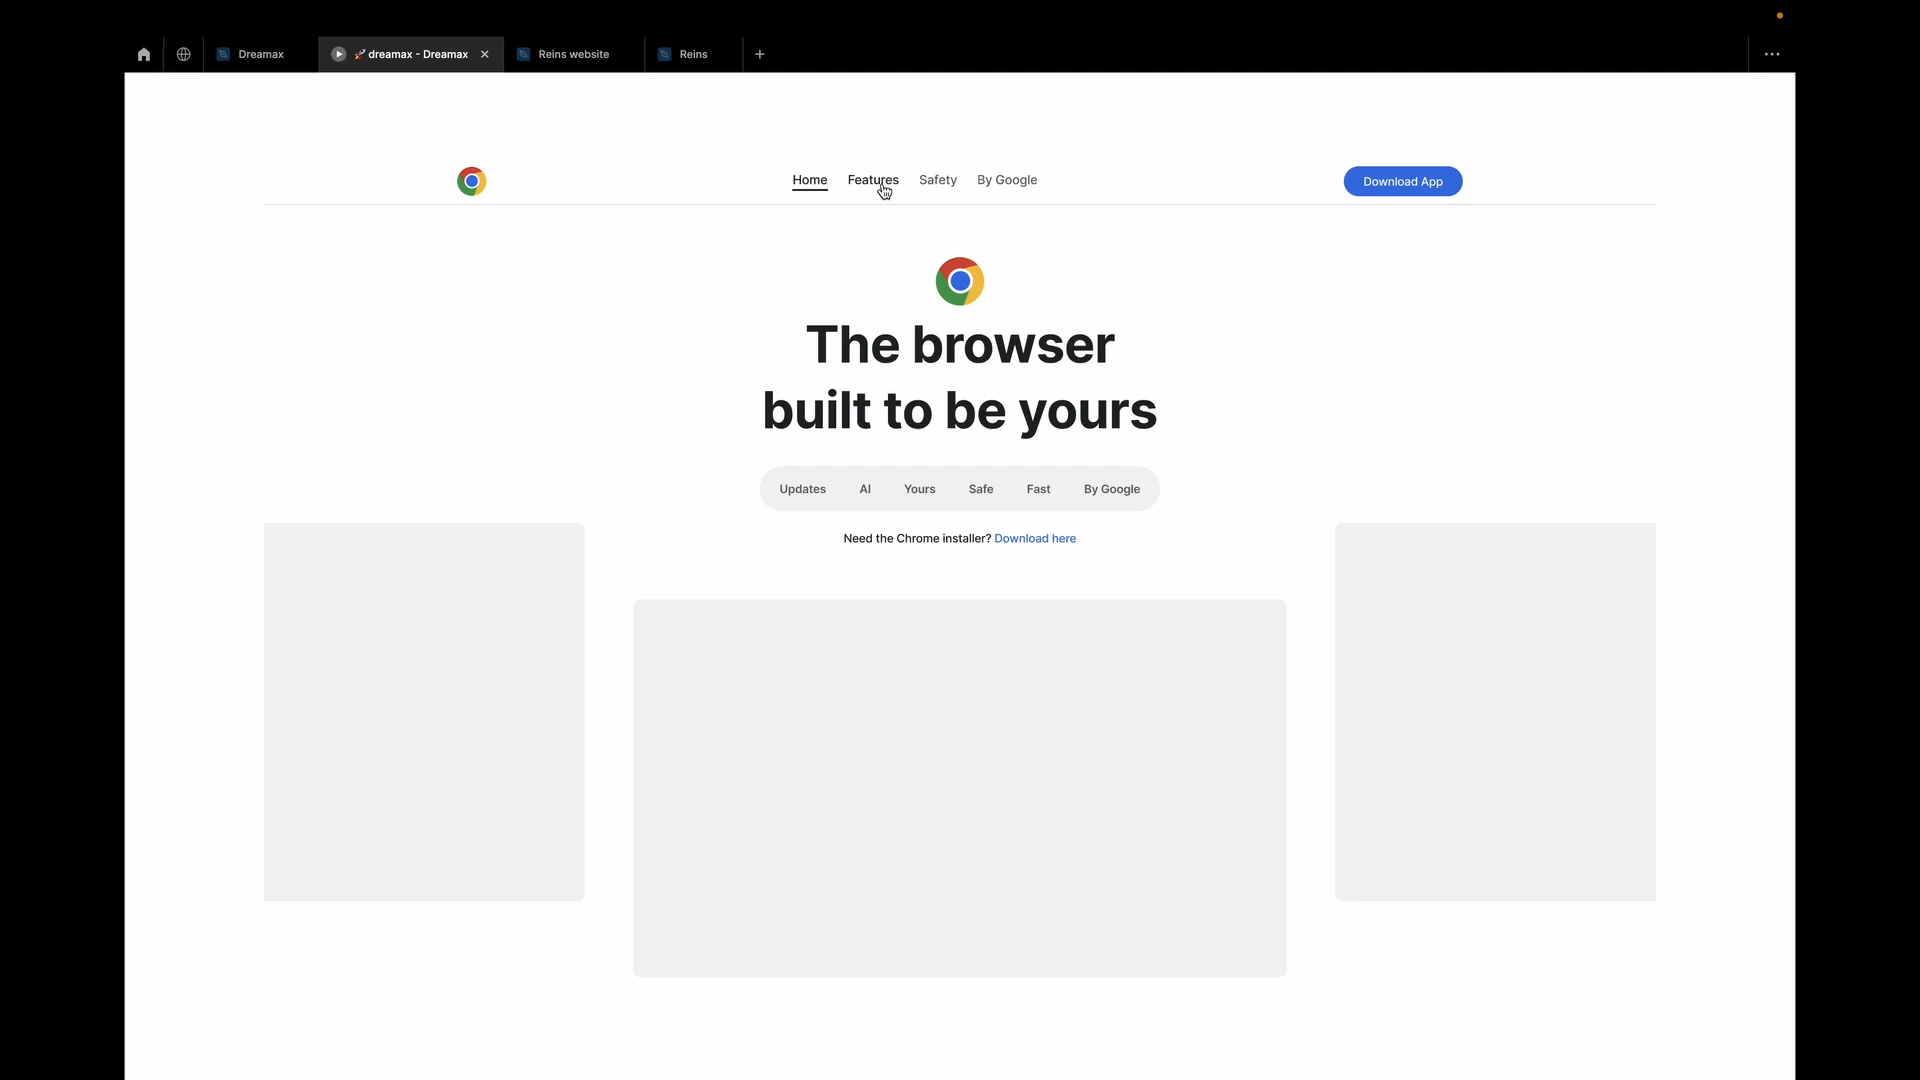 Dreamax
🚀 dreamax - Dreamax
Reins website
Reins
Home
Features
Safety
By Google
Download App
The browser
built to be yours
Updates
AI
Yours
Safe
Fast
By Google
Need the Chrome installer? Download here